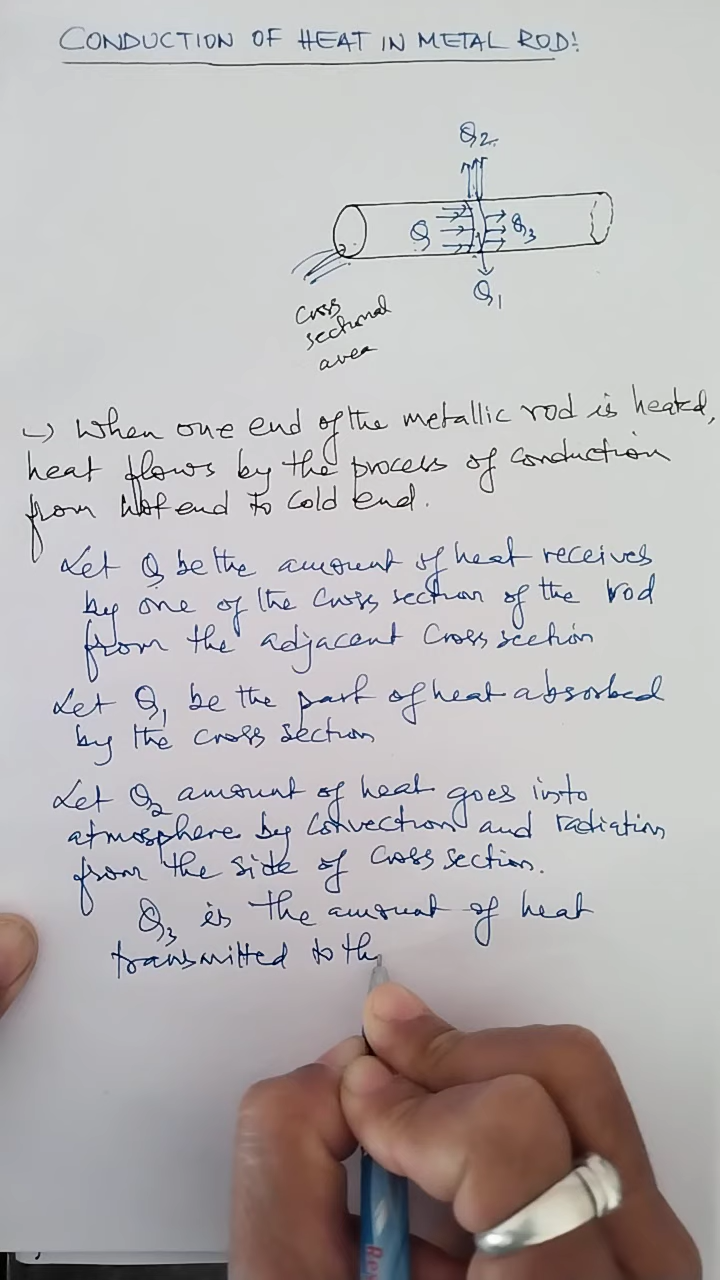 CONDUCTION OF HEAT IN METAL ROD:
Q2
Q
Q3
Q1
Cross
sectional
area
→ When one end of the metallic rod is heated,
heat flows by the process of conduction
from hot end to cold end.
Let Q be the amount of heat receives
by one of the cross section of the rod
from the adjacent cross section
Let Q1 be the part of heat absorbed
by the cross section
Let Q2 amount of heat goes into
atmosphere by convection and radiation
from the side of cross section.
Q3 is the amount of heat
transmitted to th